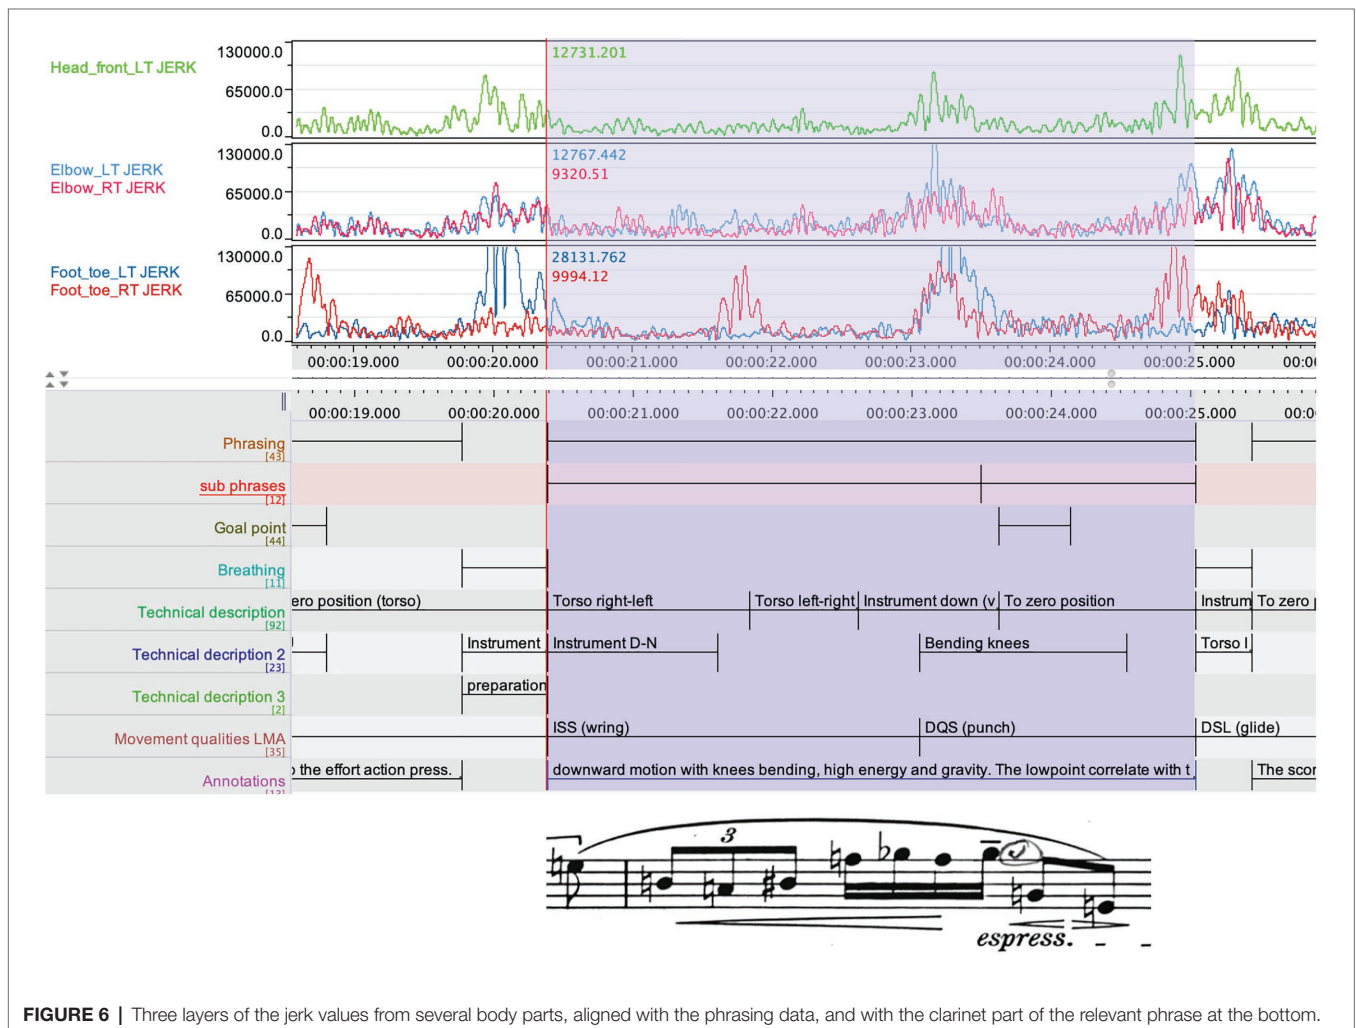 130000.0
12731.201
Head_front_LT JERK
65000.0
0.0
130000.0
12767.442
Elbow_LT JERK
9320.51
Elbow_RT JERK
65000.0
0.0
130000.0
28131.762
Foot_toe_LT JERK
9994.12
Foot_toe_RT JERK
65000.0
0.0
00:00:19.000 00:00:20.000 00:00:21.000 00:00:22.000 00:00:23.000 00:00:24.000 00:00:25.000 00:0
00:00:19.000 00:00:20.000 00:00:21.000 00:00:22.000 00:00:23.000 00:00:24.000 00:00:25.000 00:0
Phrasing
[43]
sub phrases
[12]
Goal point
[44]
Breathing
[11]
Technical description ero position (torso) Torso right-left Torso left-right Instrument down (v To zero position Instrum To zero
[92]
Technical decription 2 Instrument Instrument D-N Bending knees Torso l
[23]
Technical decription 3 preparation
[2]
Movement qualities LMA ISS (wring) DQS (punch) DSL (glide)
[35]
Annotations the effort action press. downward motion with knees bending, high energy and gravity. The lowpoint correlate with t The scor
3
espress.
FIGURE 6 | Three layers of the jerk values from several body parts, aligned with the phrasing data, and with the clarinet part of the relevant phrase at the bottom.